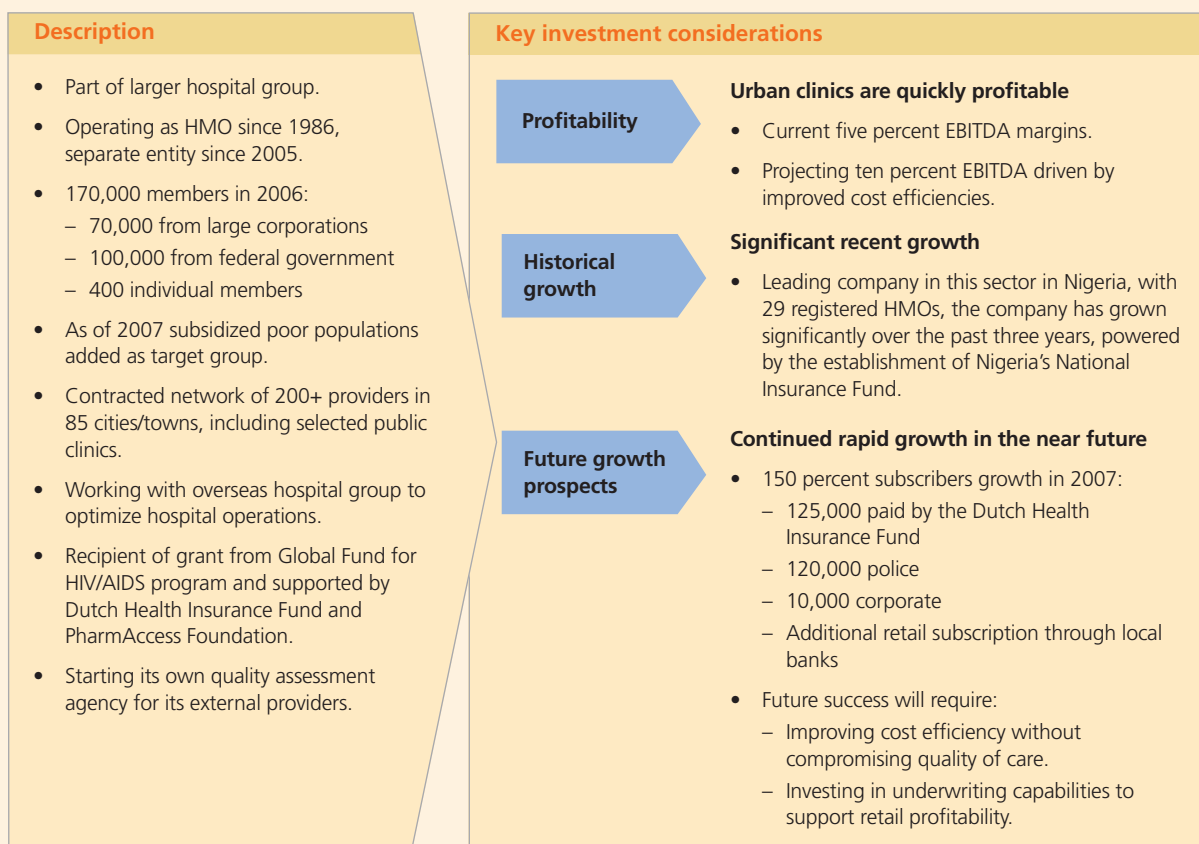 Description
• Part of larger hospital group.
• Operating as HMO since 1986,
separate entity since 2005.
• 170,000 members in 2006:
– 70,000 from large corporations
– 100,000 from federal government
– 400 individual members
• As of 2007 subsidized poor populations
added as target group.
• Contracted network of 200+ providers in
85 cities/towns, including selected public
clinics.
• Working with overseas hospital group to
optimize hospital operations.
• Recipient of grant from Global Fund for
HIV/AIDS program and supported by
Dutch Health Insurance Fund and
PharmAccess Foundation.
• Starting its own quality assessment
agency for its external providers.
Key investment considerations
Profitability
Urban clinics are quickly profitable
• Current five percent EBITDA margins.
• Projecting ten percent EBITDA driven by
improved cost efficiencies.
Historical
growth
Significant recent growth
• Leading company in this sector in Nigeria, with
29 registered HMOs, the company has grown
significantly over the past three years, powered
by the establishment of Nigeria’s National
Insurance Fund.
Future growth
prospects
Continued rapid growth in the near future
• 150 percent subscribers growth in 2007:
– 125,000 paid by the Dutch Health
Insurance Fund
– 120,000 police
– 10,000 corporate
– Additional retail subscription through local
banks
• Future success will require:
– Improving cost efficiency without
compromising quality of care.
– Investing in underwriting capabilities to
support retail profitability.